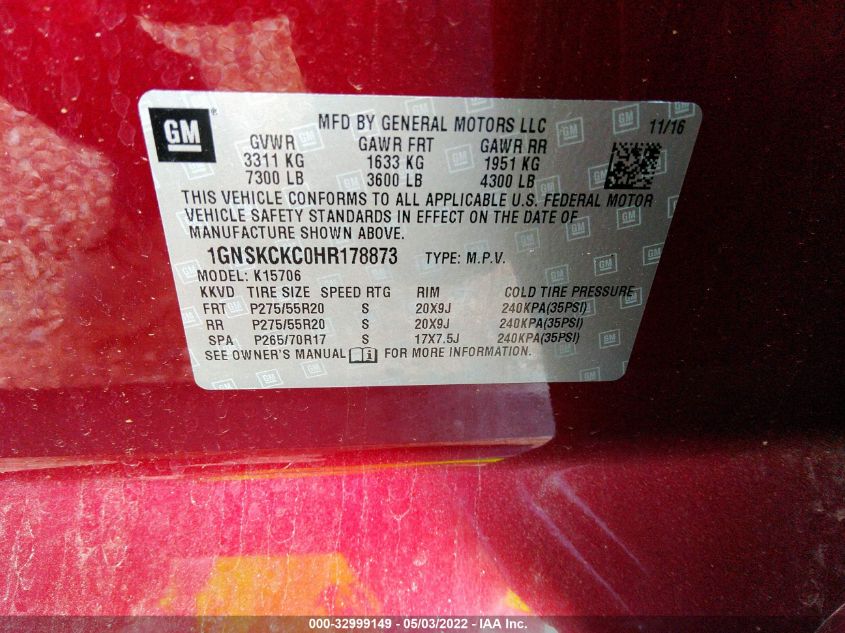 GM®
MFD BY GENERAL MOTORS LLC 11/16
GVWR GAWR FRT GAWR RR
3311 KG 1633 KG 1951 KG
7300 LB 3600 LB 4300 LB
THIS VEHICLE CONFORMS TO ALL APPLICABLE U.S. FEDERAL MOTOR
VEHICLE SAFETY STANDARDS IN EFFECT ON THE DATE OF
MANUFACTURE SHOWN ABOVE.
1GNSKCKC0HR178873 TYPE: M.P.V.
MODEL: K15706
KKVD TIRE SIZE SPEED RTG RIM COLD TIRE PRESSURE
FRT P275/55R20 S 20X9J 240KPA(35PSI)
RR P275/55R20 S 20X9J 240KPA(35PSI)
SPA P265/70R17 S 17X7.5J 240KPA(35PSI)
SEE OWNER'S MANUAL i FOR MORE INFORMATION.
000-32999149 - 05/03/2022 - IAA Inc.